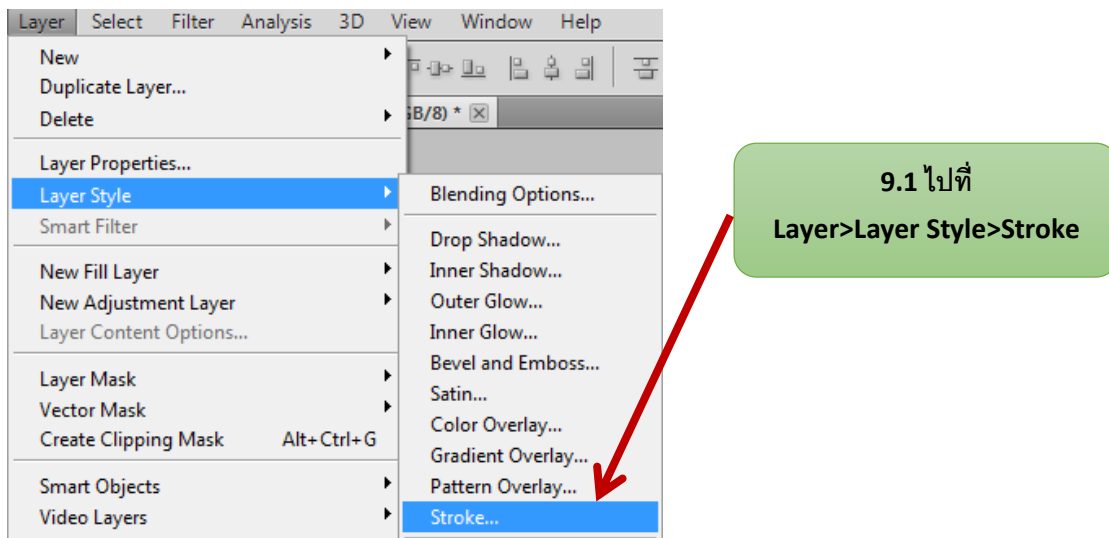 Layer Select Filter Analysis 3D View Window Help
New
Duplicate Layer...
Delete
Layer Properties...
Layer Style
Smart Filter
New Fill Layer
New Adjustment Layer
Layer Content Options...
Layer Mask
Vector Mask
Create Clipping Mask Alt+Ctrl+G
Smart Objects
Video Layers
GB/8) *
Blending Options...
Drop Shadow...
Inner Shadow...
Outer Glow...
Inner Glow...
Bevel and Emboss...
Satin...
Color Overlay...
Gradient Overlay...
Pattern Overlay...
Stroke...
9.1 ไปที่
Layer>Layer Style>Stroke